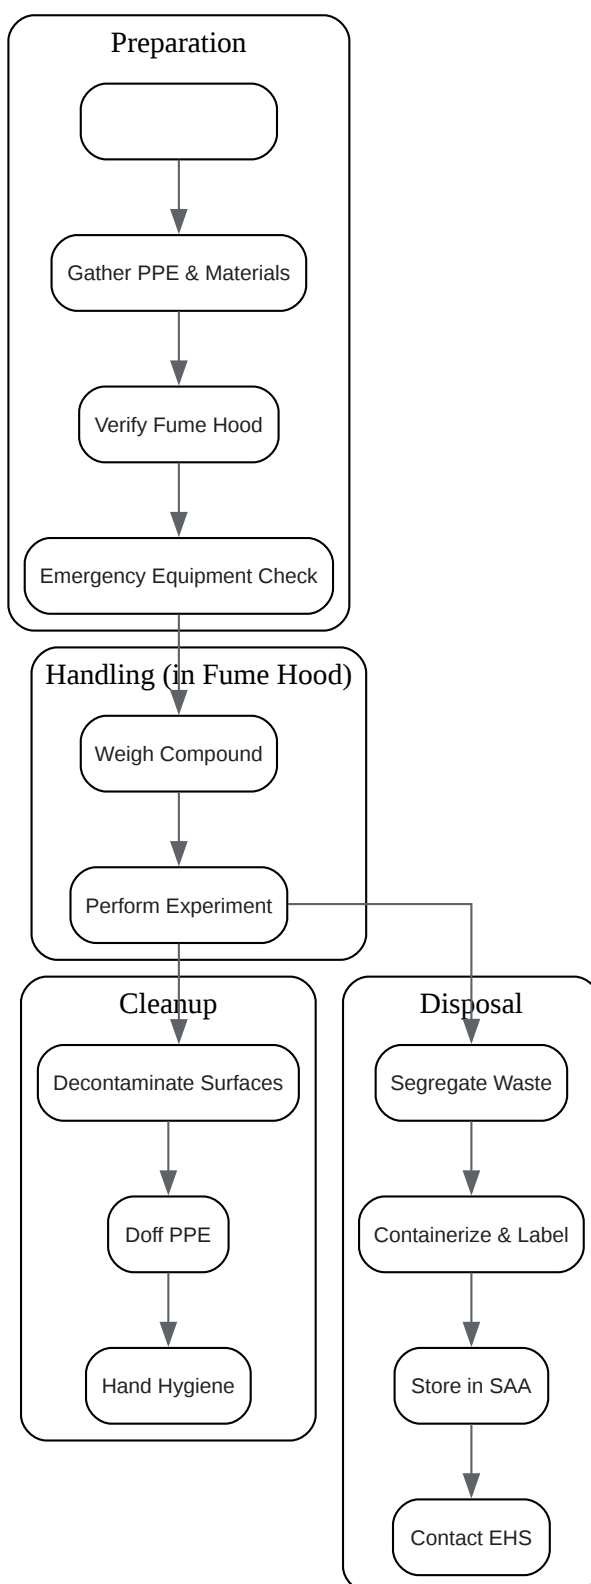 Preparation
Gather PPE & Materials
Verify Fume Hood
Emergency Equipment Check
Handling (in Fume Hood)
Weigh Compound
Perform Experiment
Cleanup
Decontaminate Surfaces
Doff PPE
Hand Hygiene
Disposal
Segregate Waste
Containerize & Label
Store in SAA
Contact EHS